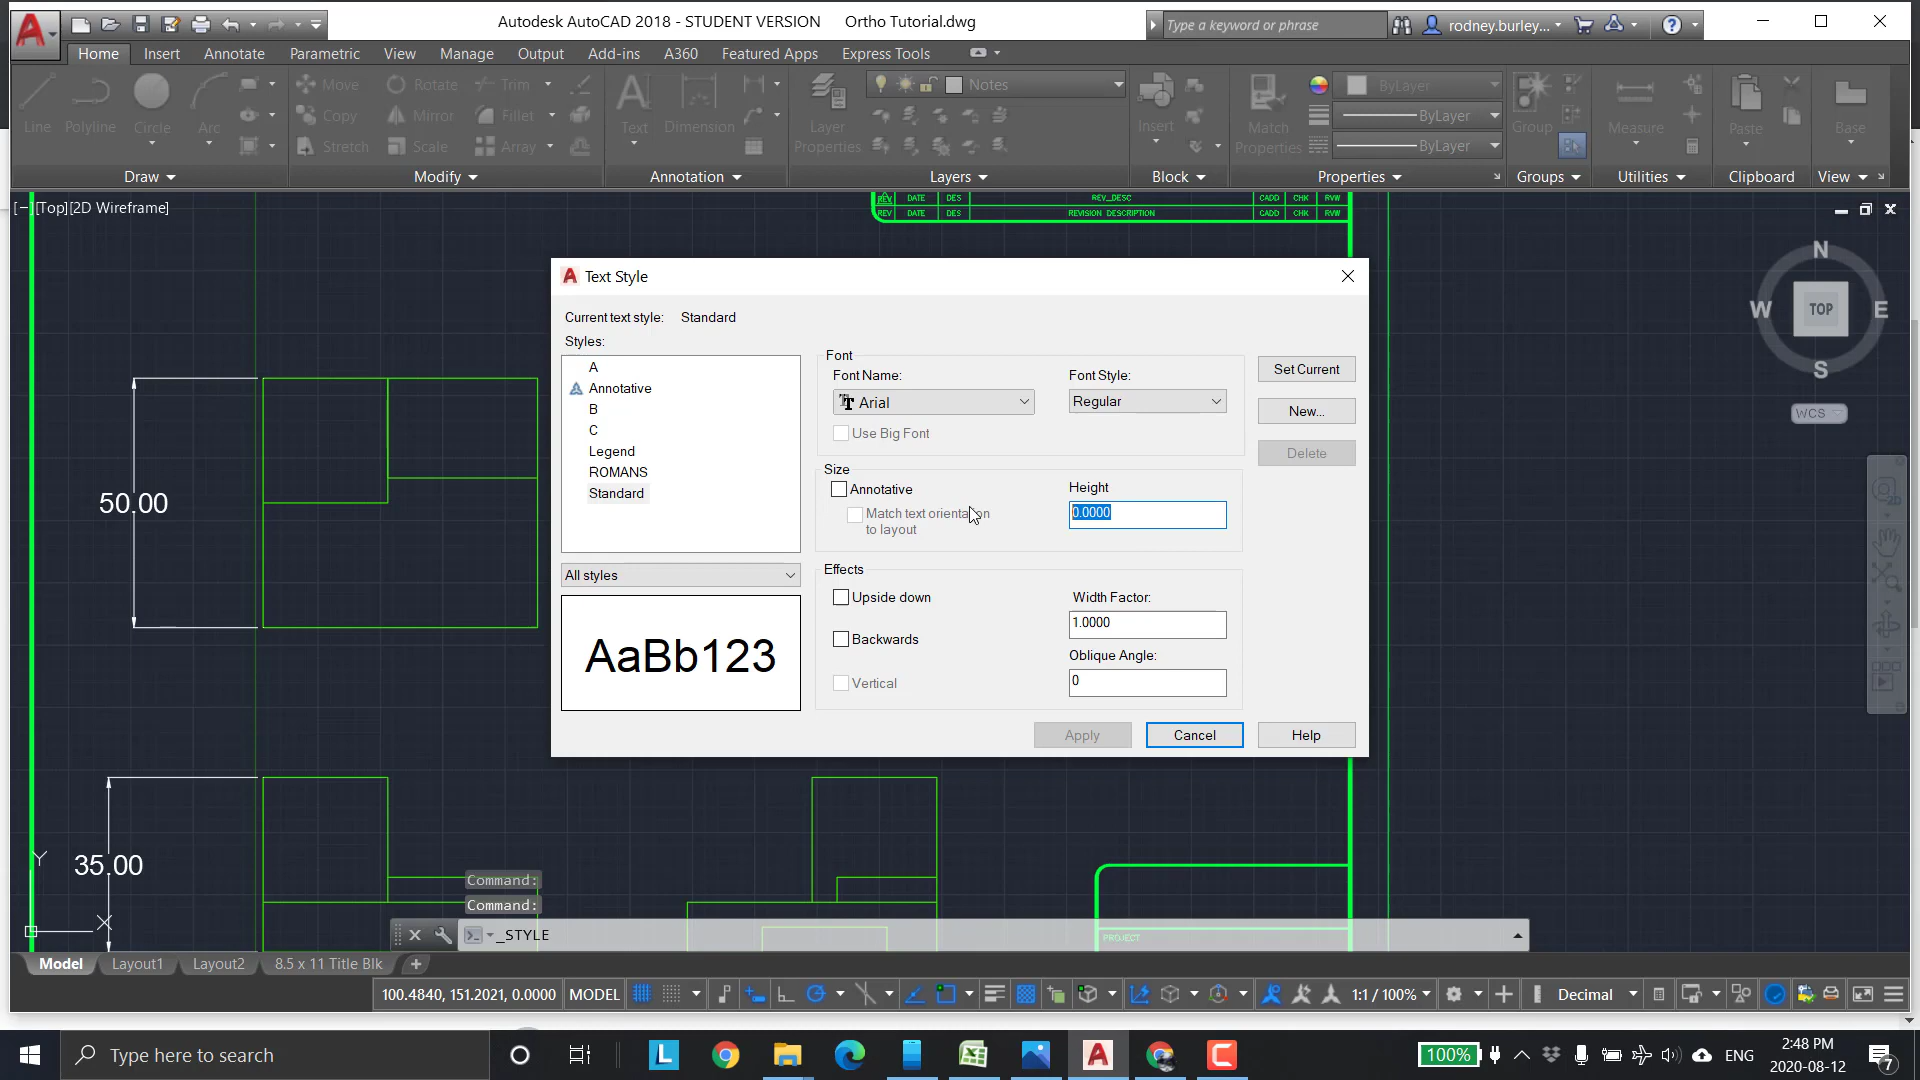 Autodesk AutoCAD 2018 - STUDENT VERSION Ortho Tutorial.dwg
Type a keyword or phrase
rodney.burley...
Home Insert Annotate Parametric View Manage Output Add-ins A360 Featured Apps Express Tools
Line Polyline Circle Arc
Move Rotate Trim
Copy Mirror Fillet
Stretch Scale Array
Text Dimension
Layer Properties
Notes
Insert
Match Properties
ByLayer
ByLayer
ByLayer
Group
Measure
Paste
Base
Draw Modify Annotation Layers Block Properties Groups Utilities Clipboard View
[−][Top][2D Wireframe]
REV DATE DES REV_DESC CADD CHK RVW
REV DATE DES REVISION DESCRIPTION CADD CHK RVW
N
W TOP E
S
WCS
50.00
35.00
Y
X
Text Style
Current text style: Standard
Styles:
A
Annotative
B
C
Legend
ROMANS
Standard
All styles
AaBb123
Font
Font Name:
Arial
Font Style:
Regular
Use Big Font
Size
Annotative
Match text orientation
to layout
Height
0.0000
Effects
Upside down
Backwards
Vertical
Width Factor:
1.0000
Oblique Angle:
0
Set Current
New...
Delete
Apply Cancel Help
Command:
Command:
_STYLE
PROJECT
Model Layout1 Layout2 8.5 x 11 Title Blk +
100.4840, 151.2021, 0.0000 MODEL 1:1 / 100% Decimal
Type here to search
100% ENG
2:48 PM
2020-08-12
7